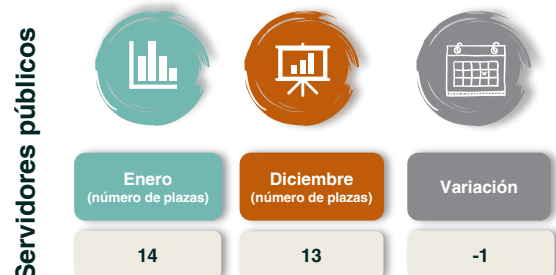 Servidores públicos
Enero
(número de plazas)
Diciembre
(número de plazas)
Variación
14
13
-1